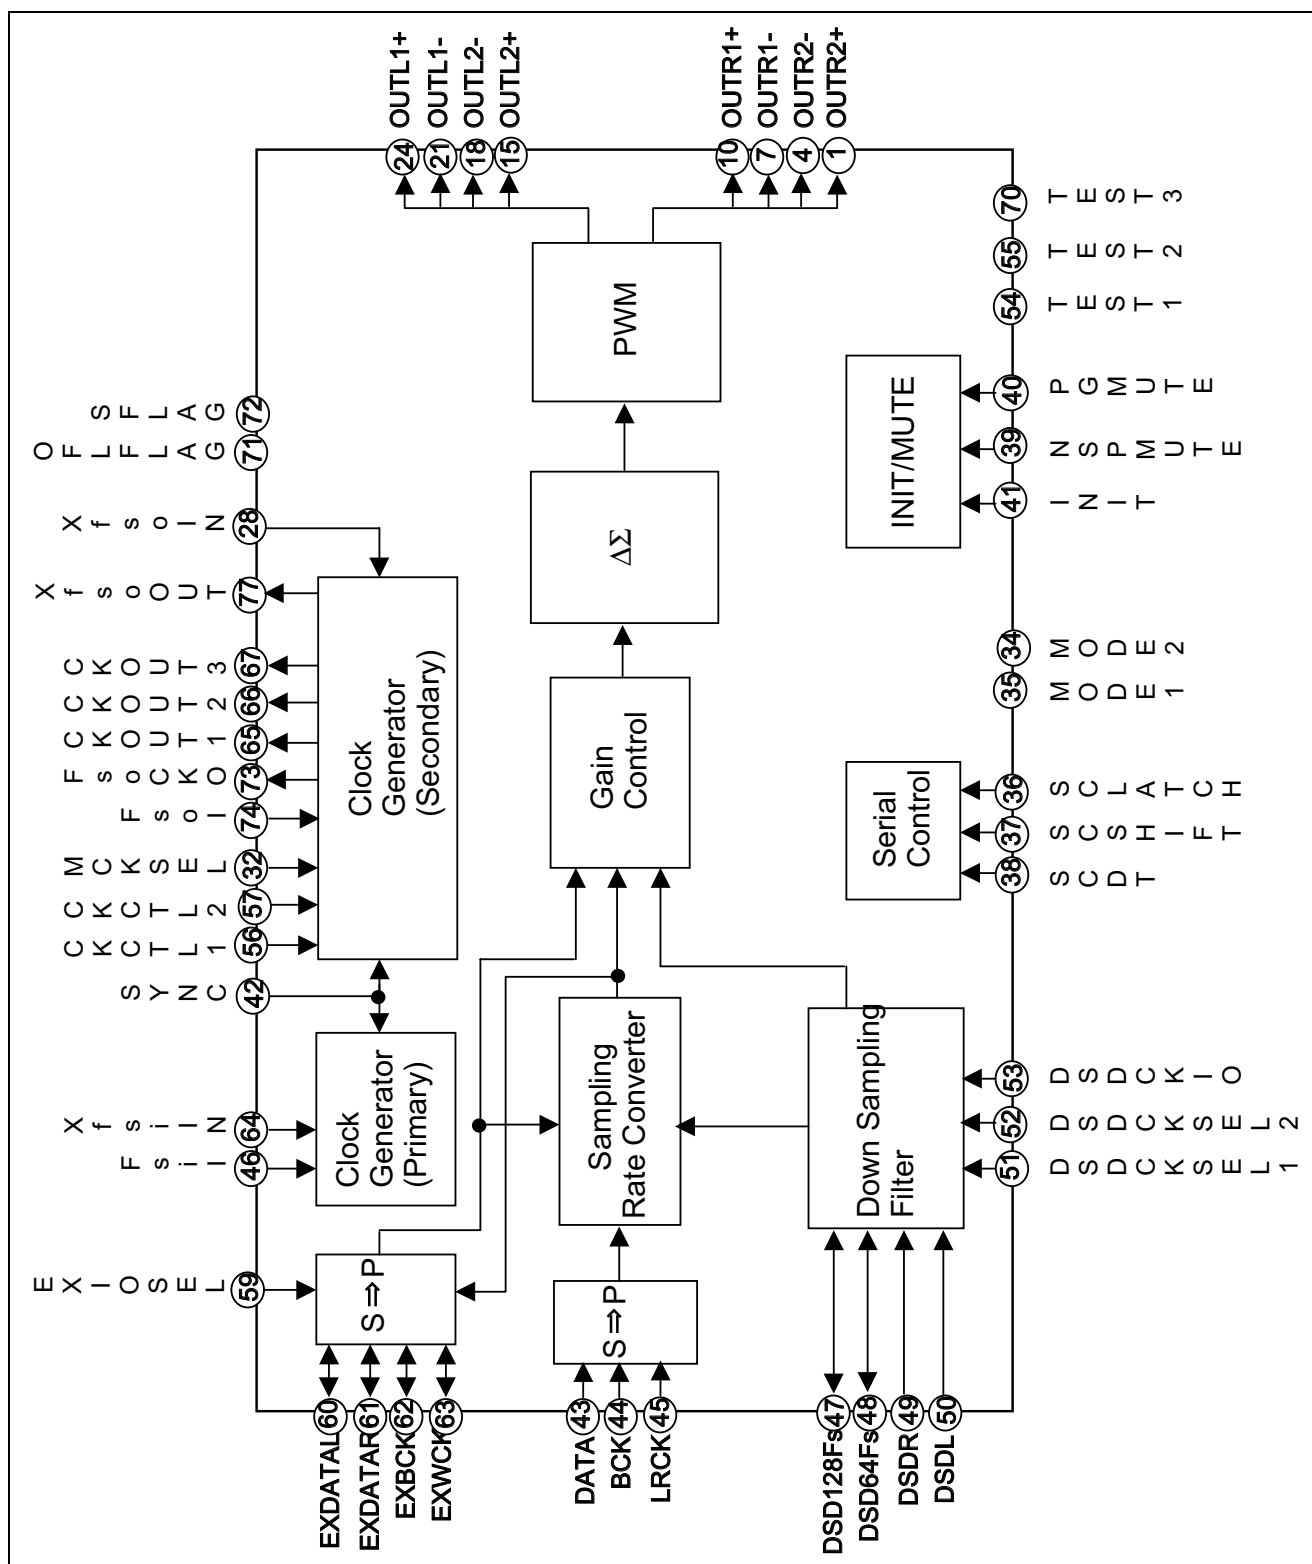 EXIOSEL
59
FsiI
46
XfsiIN
64
SYNC
42
CKCTL1
56
CKCTL2
57
MCKSEL
32
FsoI
74
FsoCKO
73
CKOUT1
65
CKOUT2
66
CKOUT3
67
XfsoOUT
77
XfsoIN
28
OFLFLAG
71
SFLAG
72
EXDATAL 60
EXDATAR 61
EXBCK 62
EXWCK 63
S⇒P
Clock
Generator
(Primary)
Clock
Generator
(Secondary)
24 OUTL1+
21 OUTL1-
18 OUTL2-
15 OUTL2+
DATA 43
BCK 44
LRCK 45
S⇒P
Sampling
Rate Converter
Gain
Control
ΔΣ
PWM
10 OUTR1+
7 OUTR1-
4 OUTR2-
1 OUTR2+
DSD128Fs 47
DSD64Fs 48
DSDR 49
DSDL 50
Down Sampling
Filter
Serial
Control
INIT/MUTE
51
DSDCKSEL1
52
DSDCKSEL2
53
DSDCKIO
38
SCDT
37
SCSHIFT
36
SCLATCH
35
MODE1
34
MODE2
41
INIT
39
NSPMUTE
40
PGMUTE
54
TEST1
55
TEST2
70
TEST3